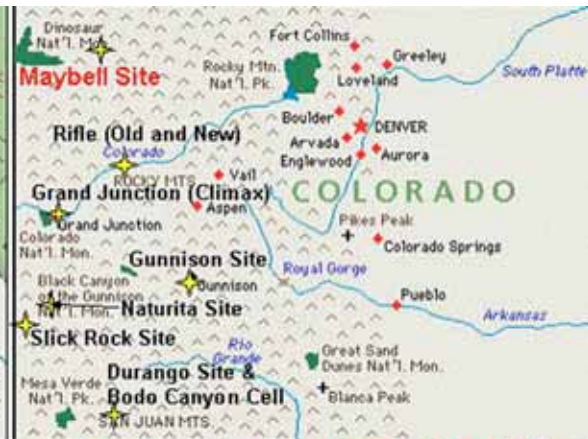 Dinosaur
Nat'l. Mon.
Maybell Site
Fort Collins
Greeley
Rocky Mtn.
Nat'l. Pk.
Loveland
South Platte
Boulder
DENVER
Arvada
Englewood
Aurora
Rifle (Old and New)
Colorado
ROCKY MTS.
Vail
Grand Junction (Climax)
Aspen
COLORADO
Grand Junction
Colorado
Nat'l. Mon.
Pikes Peak
Colorado Springs
Gunnison Site
Royal Gorge
Black Canyon
of the Gunnison
Nat'l. Mon.
Gunnison
Naturita Site
Pueblo
Arkansas
Slick Rock Site
Rio
Grande
Great Sand
Dunes Nat'l. Mon.
Mesa Verde
Nat'l. Pk.
Durango Site &
Bodo Canyon Cell
Blanca Peak
SAN JUAN MTS.